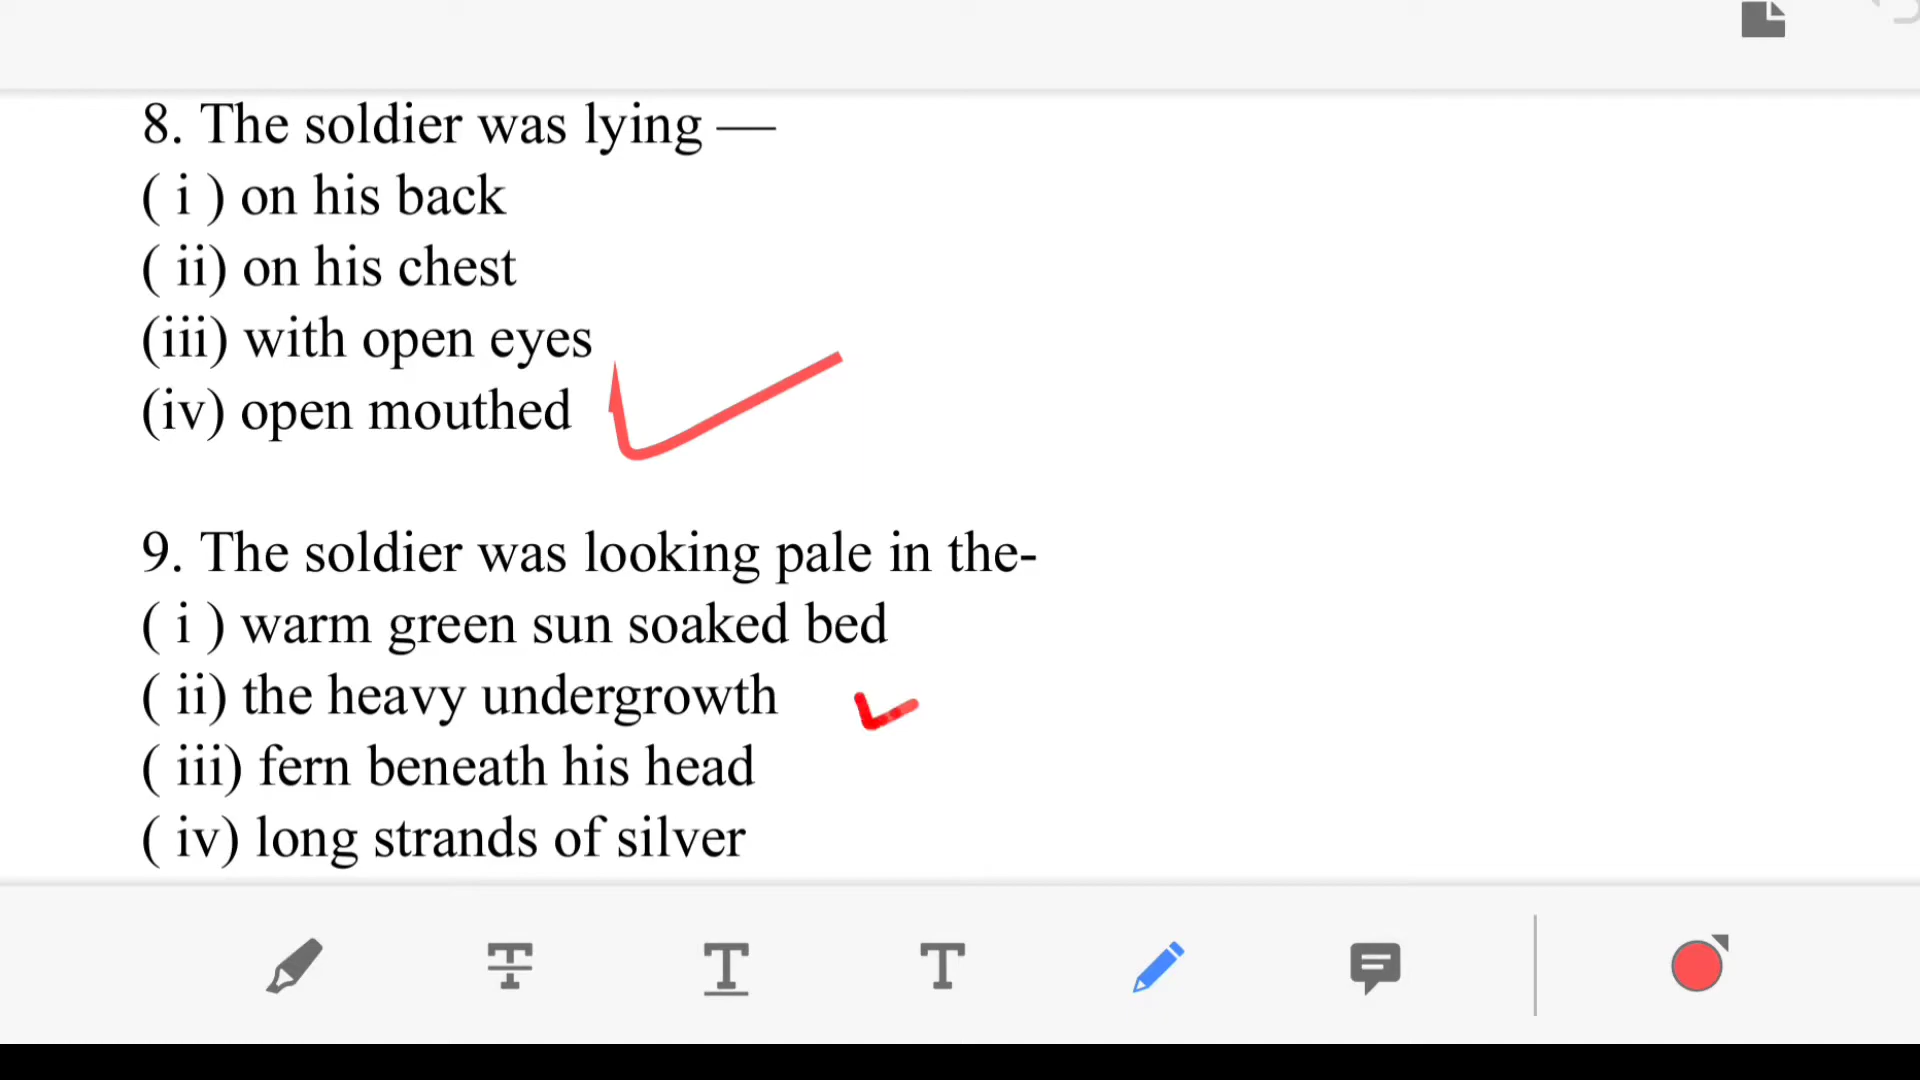 8. The soldier was lying —
( i ) on his back
( ii) on his chest
(iii) with open eyes
(iv) open mouthed
9. The soldier was looking pale in the-
( i ) warm green sun soaked bed
( ii) the heavy undergrowth
( iii) fern beneath his head
( iv) long strands of silver